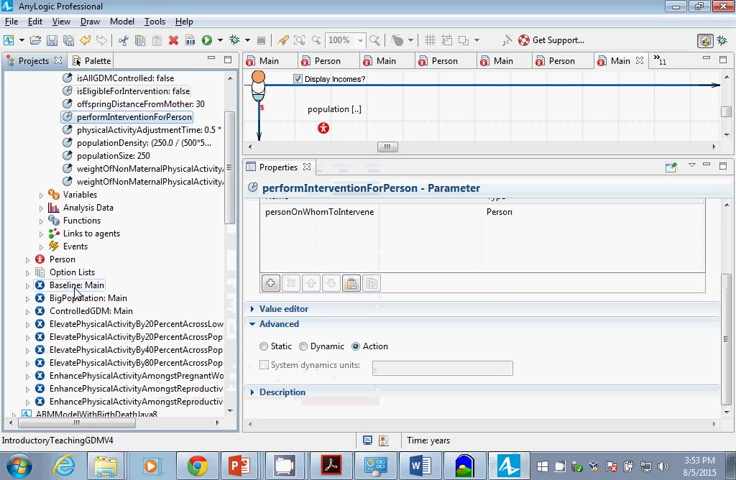 AnyLogic Professional
File Edit View Draw Model Tools Help
100%
Get Support...
Projects Palette
Main Person Main Person Main Person Main »11
isAllGDMControlled: false
isEligibleForIntervention: false
offspringDistanceFromMother: 30
performInterventionForPerson
physicalActivityAdjustmentTime: 0.5 *
populationDensity: (250.0 / (500*5...
populationSize: 250
weightOfNonMaternalPhysicalActivity
weightOfNonMaternalPhysicalActivity
Variables
Analysis Data
Functions
Links to agents
Events
Person
Option Lists
Baseline: Main
BigPopulation: Main
ControlledGDM: Main
ElevatePhysicalActivityBy20PercentAcrossLow
ElevatePhysicalActivityBy20PercentAcrossPop
ElevatePhysicalActivityBy40PercentAcrossPop
ElevatePhysicalActivityBy80PercentAcrossPop
EnhancePhysicalActivityAmongstPregnantWo
EnhancePhysicalActivityAmongstReproductiv
EnhancePhysicalActivityAmongstReproductiv
ABMModelWithBirthDeathJava8
Display Incomes?
population [..]
Properties
performInterventionForPerson - Parameter
Name Type
personOnWhomToIntervene Person
Value editor
Advanced
Static Dynamic Action
System dynamics units:
Description
IntroductoryTeachingGDMV4
Time: years
3:53 PM
8/5/2015